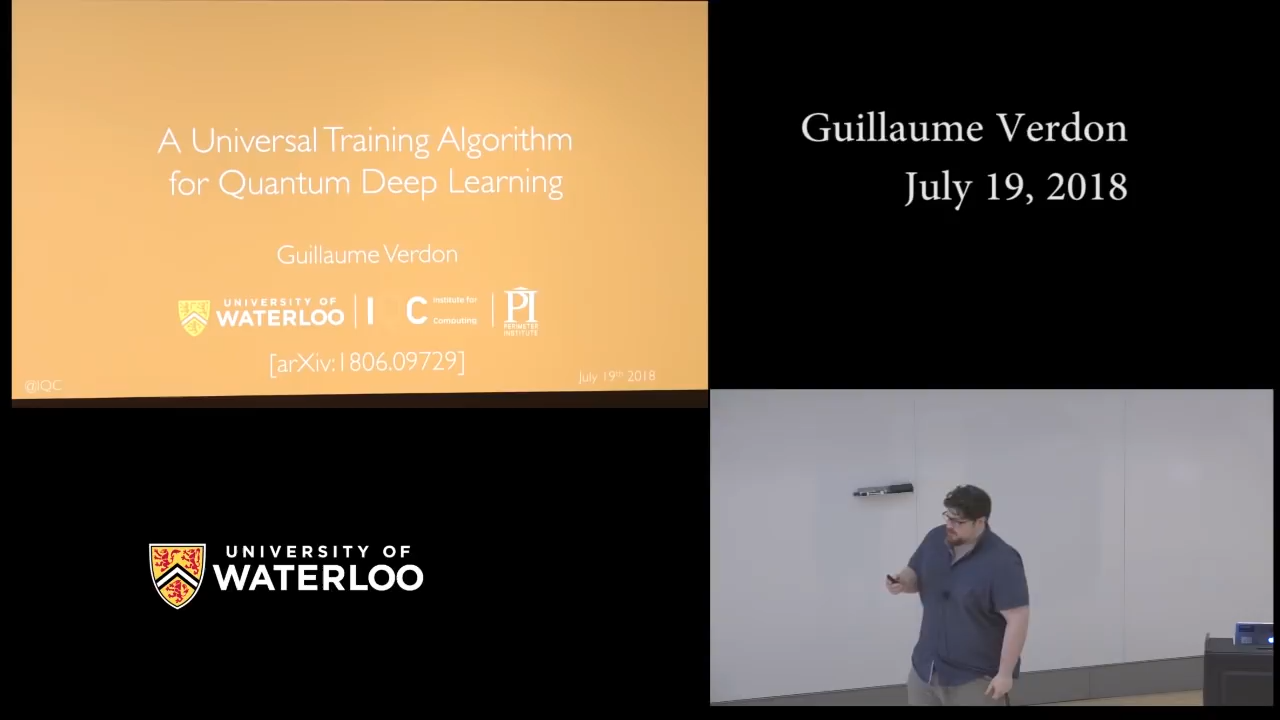 A Universal Training Algorithm
for Quantum Deep Learning
Guillaume Verdon
UNIVERSITY OF
WATERLOO
I C
Institute for
Computing
PI
PERIMETER
INSTITUTE
[arXiv:1806.09729]
@IQC
July 19th 2018
Guillaume Verdon
July 19, 2018
UNIVERSITY OF
WATERLOO